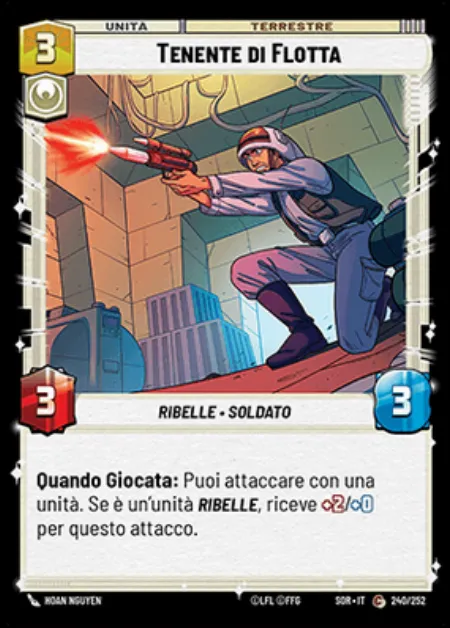 UNITÀ
TERRESTRE
3
TENENTE DI FLOTTA
3
RIBELLE • SOLDATO
3
Quando Giocata: Puoi attaccare con una
unità. Se è un'unità RIBELLE, riceve +2/+0
per questo attacco.
HOAN NGUYEN
©LFL ©FFG
SOR • IT
C
240/252